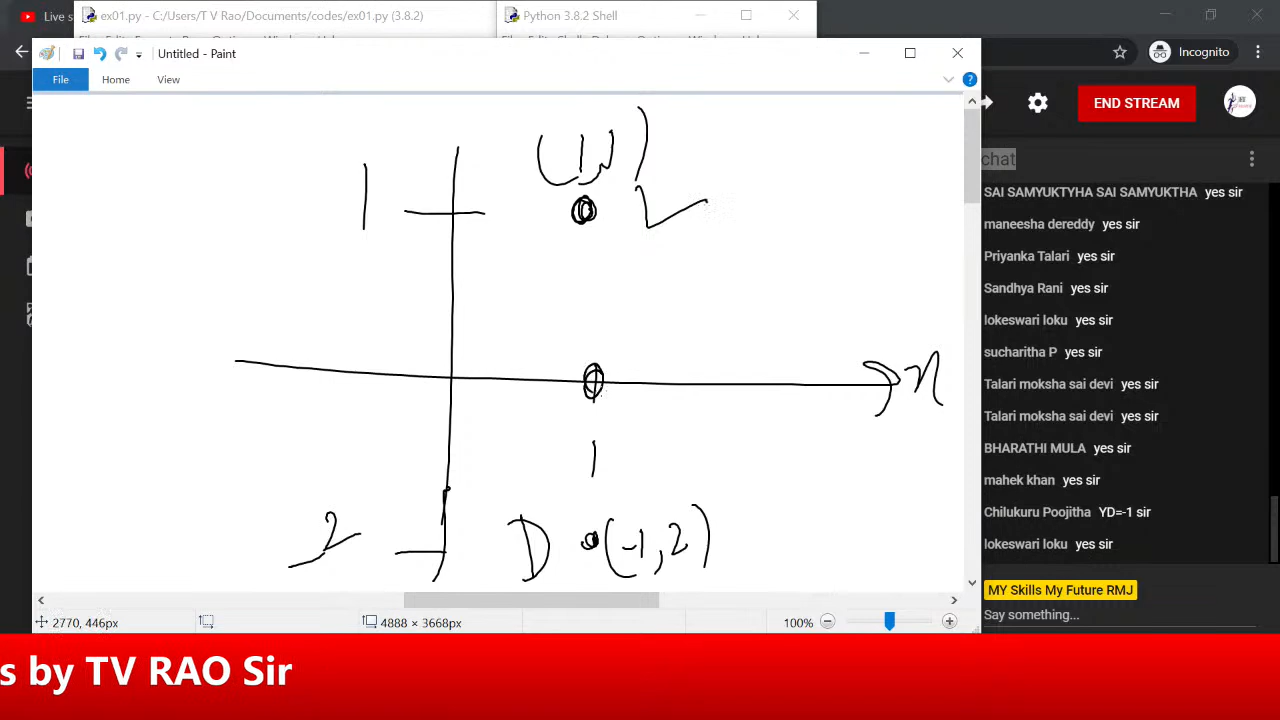 Live s
ex01.py - C:/Users/T V Rao/Documents/codes/ex01.py (3.8.2)
Python 3.8.2 Shell
Untitled - Paint
Incognito
File Home View
END STREAM
chat
SAI SAMYUKTYHA SAI SAMYUKTHA yes sir
maneesha dereddy yes sir
Priyanka Talari yes sir
Sandhya Rani yes sir
lokeswari loku yes sir
sucharitha P yes sir
Talari moksha sai devi yes sir
Talari moksha sai devi yes sir
BHARATHI MULA yes sir
mahek khan yes sir
Chilukuru Poojitha YD=-1 sir
lokeswari loku yes sir
1
x
1
2
D (-1,2)
MY Skills My Future RMJ
Say something...
2770, 446px
4888 × 3668px
100%
s by TV RAO Sir